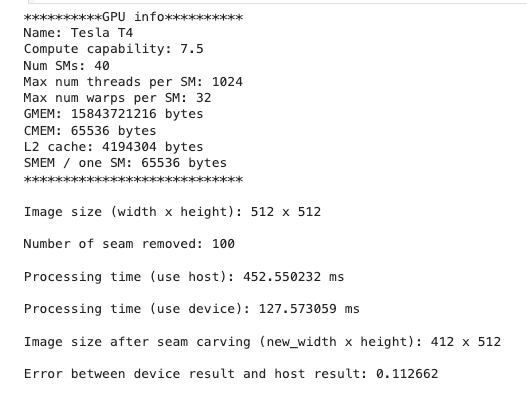 **********GPU info**********
Name: Tesla T4
Compute capability: 7.5
Num SMs: 40
Max num threads per SM: 1024
Max num warps per SM: 32
GMEM: 15843721216 bytes
CMEM: 65536 bytes
L2 cache: 4194304 bytes
SMEM / one SM: 65536 bytes
****************************
Image size (width x height): 512 x 512
Number of seam removed: 100
Processing time (use host): 452.550232 ms
Processing time (use device): 127.573059 ms
Image size after seam carving (new_width x height): 412 x 512
Error between device result and host result: 0.112662